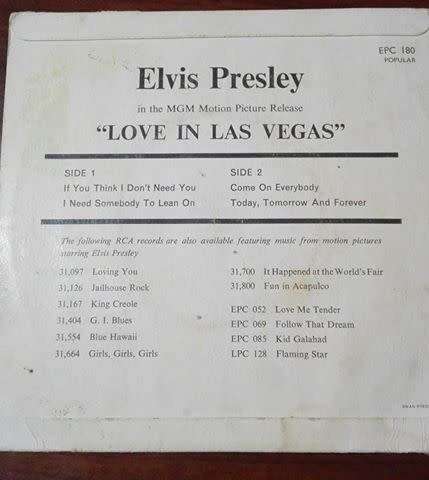 EPC 180
POPULAR
Elvis Presley
in the MGM Motion Picture Release
“LOVE IN LAS VEGAS”
SIDE 1
If You Think I Don't Need You
I Need Somebody To Lean On
SIDE 2
Come On Everybody
Today, Tomorrow And Forever
The following RCA records are also available featuring music from motion pictures
starring Elvis Presley
31,097 Loving You
31,126 Jailhouse Rock
31,167 King Creole
31,404 G. I. Blues
31,554 Blue Hawaii
31,664 Girls, Girls, Girls
31,700 It Happened at the World's Fair
31,800 Fun in Acapulco
EPC 052 Love Me Tender
EPC 069 Follow That Dream
EPC 085 Kid Galahad
LPC 128 Flaming Star